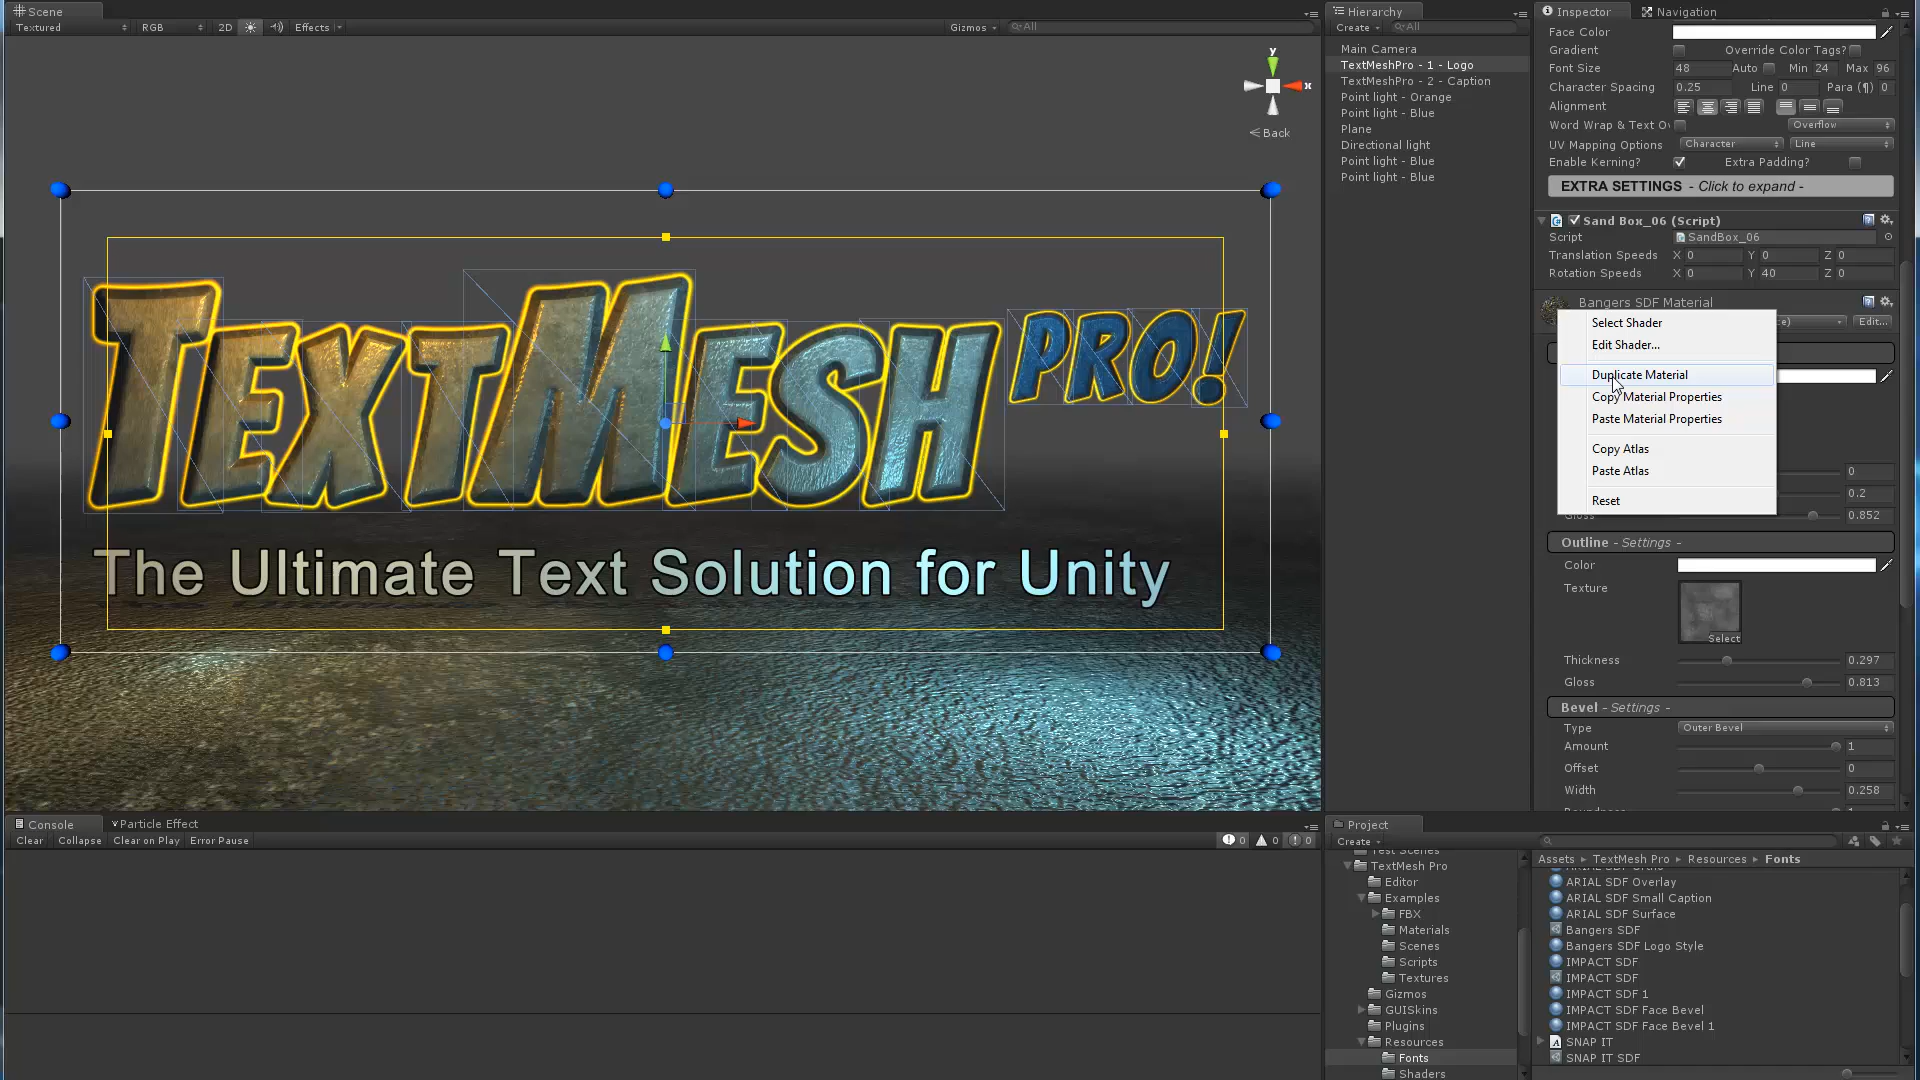 Scene
Textured
RGB
2D
Effects
Gizmos
All
y
x
Back
TEXTMESH PRO!
The Ultimate Text Solution for Unity
Console
Particle Effect
Clear
Collapse
Clear on Play
Error Pause
0
0
0
Hierarchy
Create
All
Main Camera
TextMeshPro - 1 - Logo
TextMeshPro - 2 - Caption
Point light - Orange
Point light - Blue
Plane
Directional light
Point light - Blue
Point light - Blue
Inspector
Navigation
Face Color
Gradient
Override Color Tags?
Font Size 48 Auto Min 24 Max 96
Character Spacing 0.25 Line 0 Para (¶) 0
Alignment
Word Wrap & Text Ov Overflow
UV Mapping Options Character Line
Enable Kerning? Extra Padding?
EXTRA SETTINGS - Click to expand -
Sand Box_06 (Script)
Script SandBox_06
Translation Speeds X 0 Y 0 Z 0
Rotation Speeds X 0 Y 40 Z 0
Bangers SDF Material
Edit...
Select Shader
Edit Shader...
Duplicate Material
Copy Material Properties
Paste Material Properties
Copy Atlas
Paste Atlas
Reset
0
0.2
0.852
Outline - Settings -
Color
Texture
Select
Thickness 0.297
Gloss 0.813
Bevel - Settings -
Type Outer Bevel
Amount 1
Offset 0
Width 0.258
Project
Create
Test Scenes
TextMesh Pro
Editor
Examples
FBX
Materials
Scenes
Scripts
Textures
Gizmos
GUISkins
Plugins
Resources
Fonts
Shaders
Assets TextMesh Pro Resources Fonts
ARIAL SDF Overlay
ARIAL SDF Small Caption
ARIAL SDF Surface
Bangers SDF
Bangers SDF Logo Style
IMPACT SDF
IMPACT SDF
IMPACT SDF 1
IMPACT SDF Face Bevel
IMPACT SDF Face Bevel 1
SNAP IT
SNAP IT SDF